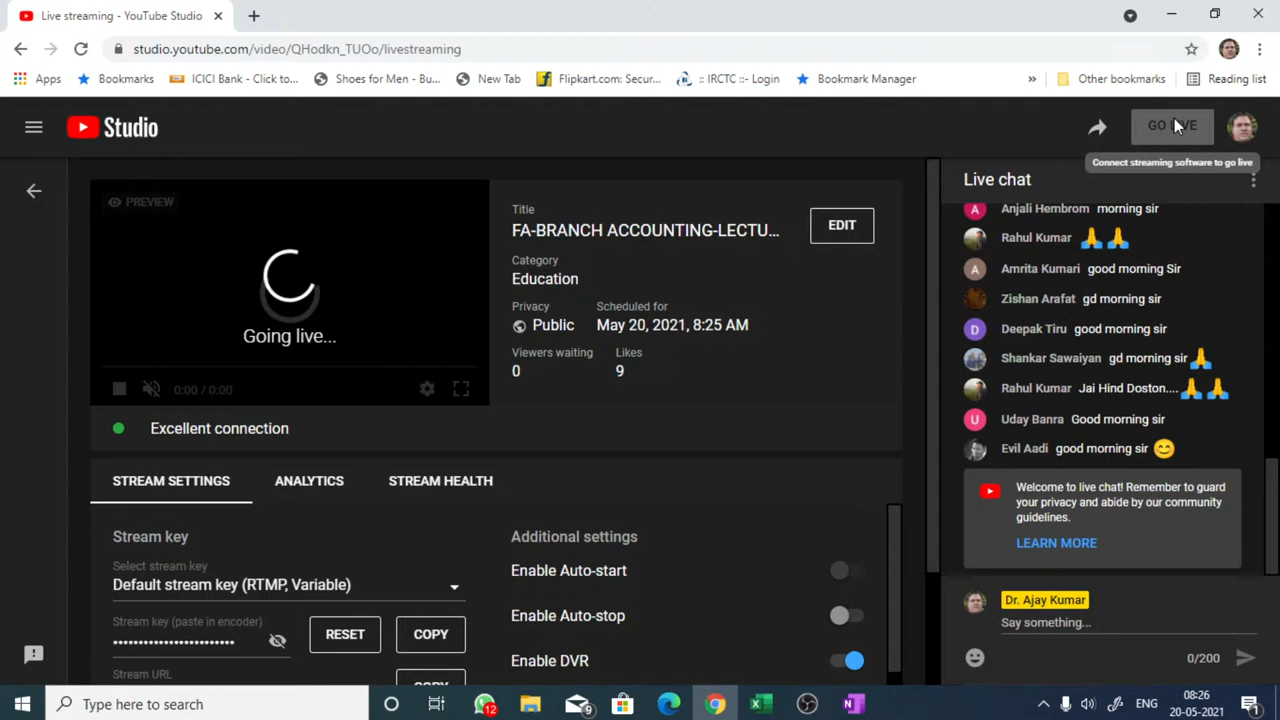 Live streaming - YouTube Studio
studio.youtube.com/video/QHodkn_TUOo/livestreaming
Apps Bookmarks ICICI Bank - Click to... Shoes for Men - Bu... New Tab Flipkart.com: Secur... :: IRCTC ::- Login Bookmark Manager » Other bookmarks Reading list
Studio
GO LIVE
Connect streaming software to go live
PREVIEW
Going live...
0:00 / 0:00
Title
FA-BRANCH ACCOUNTING-LECTU...
EDIT
Category
Education
Privacy
Public
Scheduled for
May 20, 2021, 8:25 AM
Viewers waiting
0
Likes
9
Excellent connection
STREAM SETTINGS ANALYTICS STREAM HEALTH
Stream key
Select stream key
Default stream key (RTMP, Variable)
Stream key (paste in encoder)
•••••••••••••••••••••••
RESET COPY
Stream URL
COPY
Additional settings
Enable Auto-start
Enable Auto-stop
Enable DVR
Live chat
A Anjali Hembrom morning sir
Rahul Kumar 🙏🙏
A Amrita Kumari good morning Sir
Zishan Arafat gd morning sir
D Deepak Tiru good morning sir
Shankar Sawaiyan gd morning sir🙏
Rahul Kumar Jai Hind Doston....🙏🙏
U Uday Banra Good morning sir
Evil Aadi good morning sir 😊
Welcome to live chat! Remember to guard
your privacy and abide by our community
guidelines.
LEARN MORE
Dr. Ajay Kumar
Say something...
0/200
Type here to search
12
9
ENG
08:26
20-05-2021
1